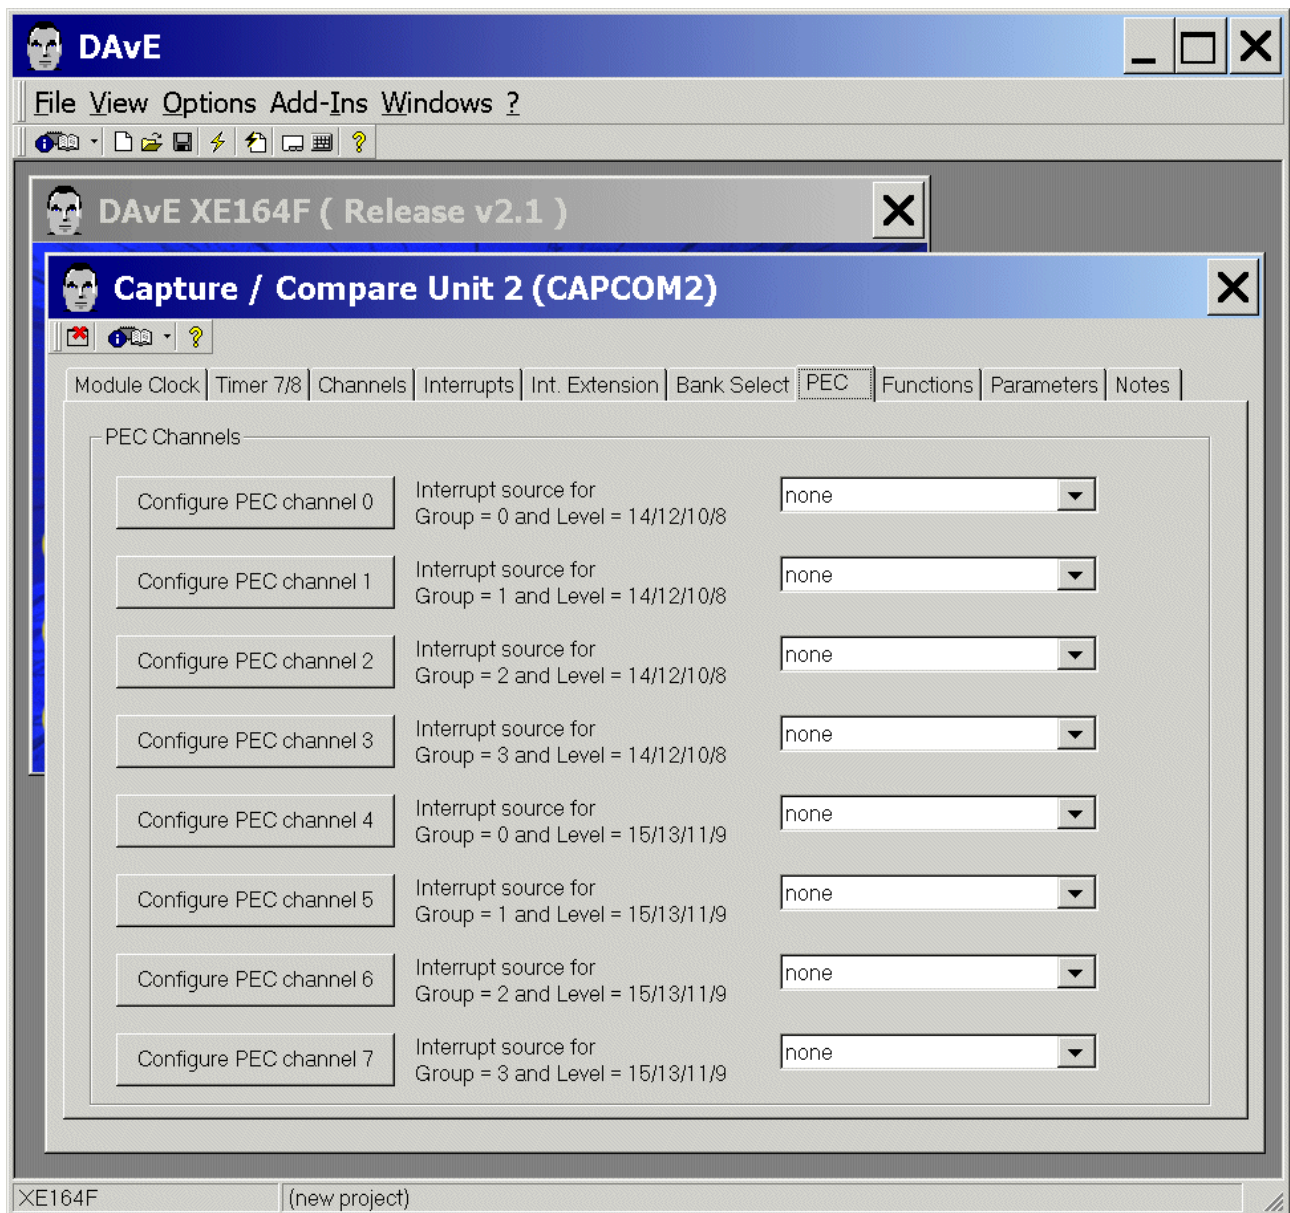 DAvE
File View Options Add-Ins Windows ?
DAvE XE164F ( Release v2.1 )
Capture / Compare Unit 2 (CAPCOM2)
Module Clock Timer 7/8 Channels Interrupts Int. Extension Bank Select PEC Functions Parameters Notes
PEC Channels
Configure PEC channel 0
Interrupt source for
Group = 0 and Level = 14/12/10/8
none
Configure PEC channel 1
Interrupt source for
Group = 1 and Level = 14/12/10/8
none
Configure PEC channel 2
Interrupt source for
Group = 2 and Level = 14/12/10/8
none
Configure PEC channel 3
Interrupt source for
Group = 3 and Level = 14/12/10/8
none
Configure PEC channel 4
Interrupt source for
Group = 0 and Level = 15/13/11/9
none
Configure PEC channel 5
Interrupt source for
Group = 1 and Level = 15/13/11/9
none
Configure PEC channel 6
Interrupt source for
Group = 2 and Level = 15/13/11/9
none
Configure PEC channel 7
Interrupt source for
Group = 3 and Level = 15/13/11/9
none
XE164F (new project)